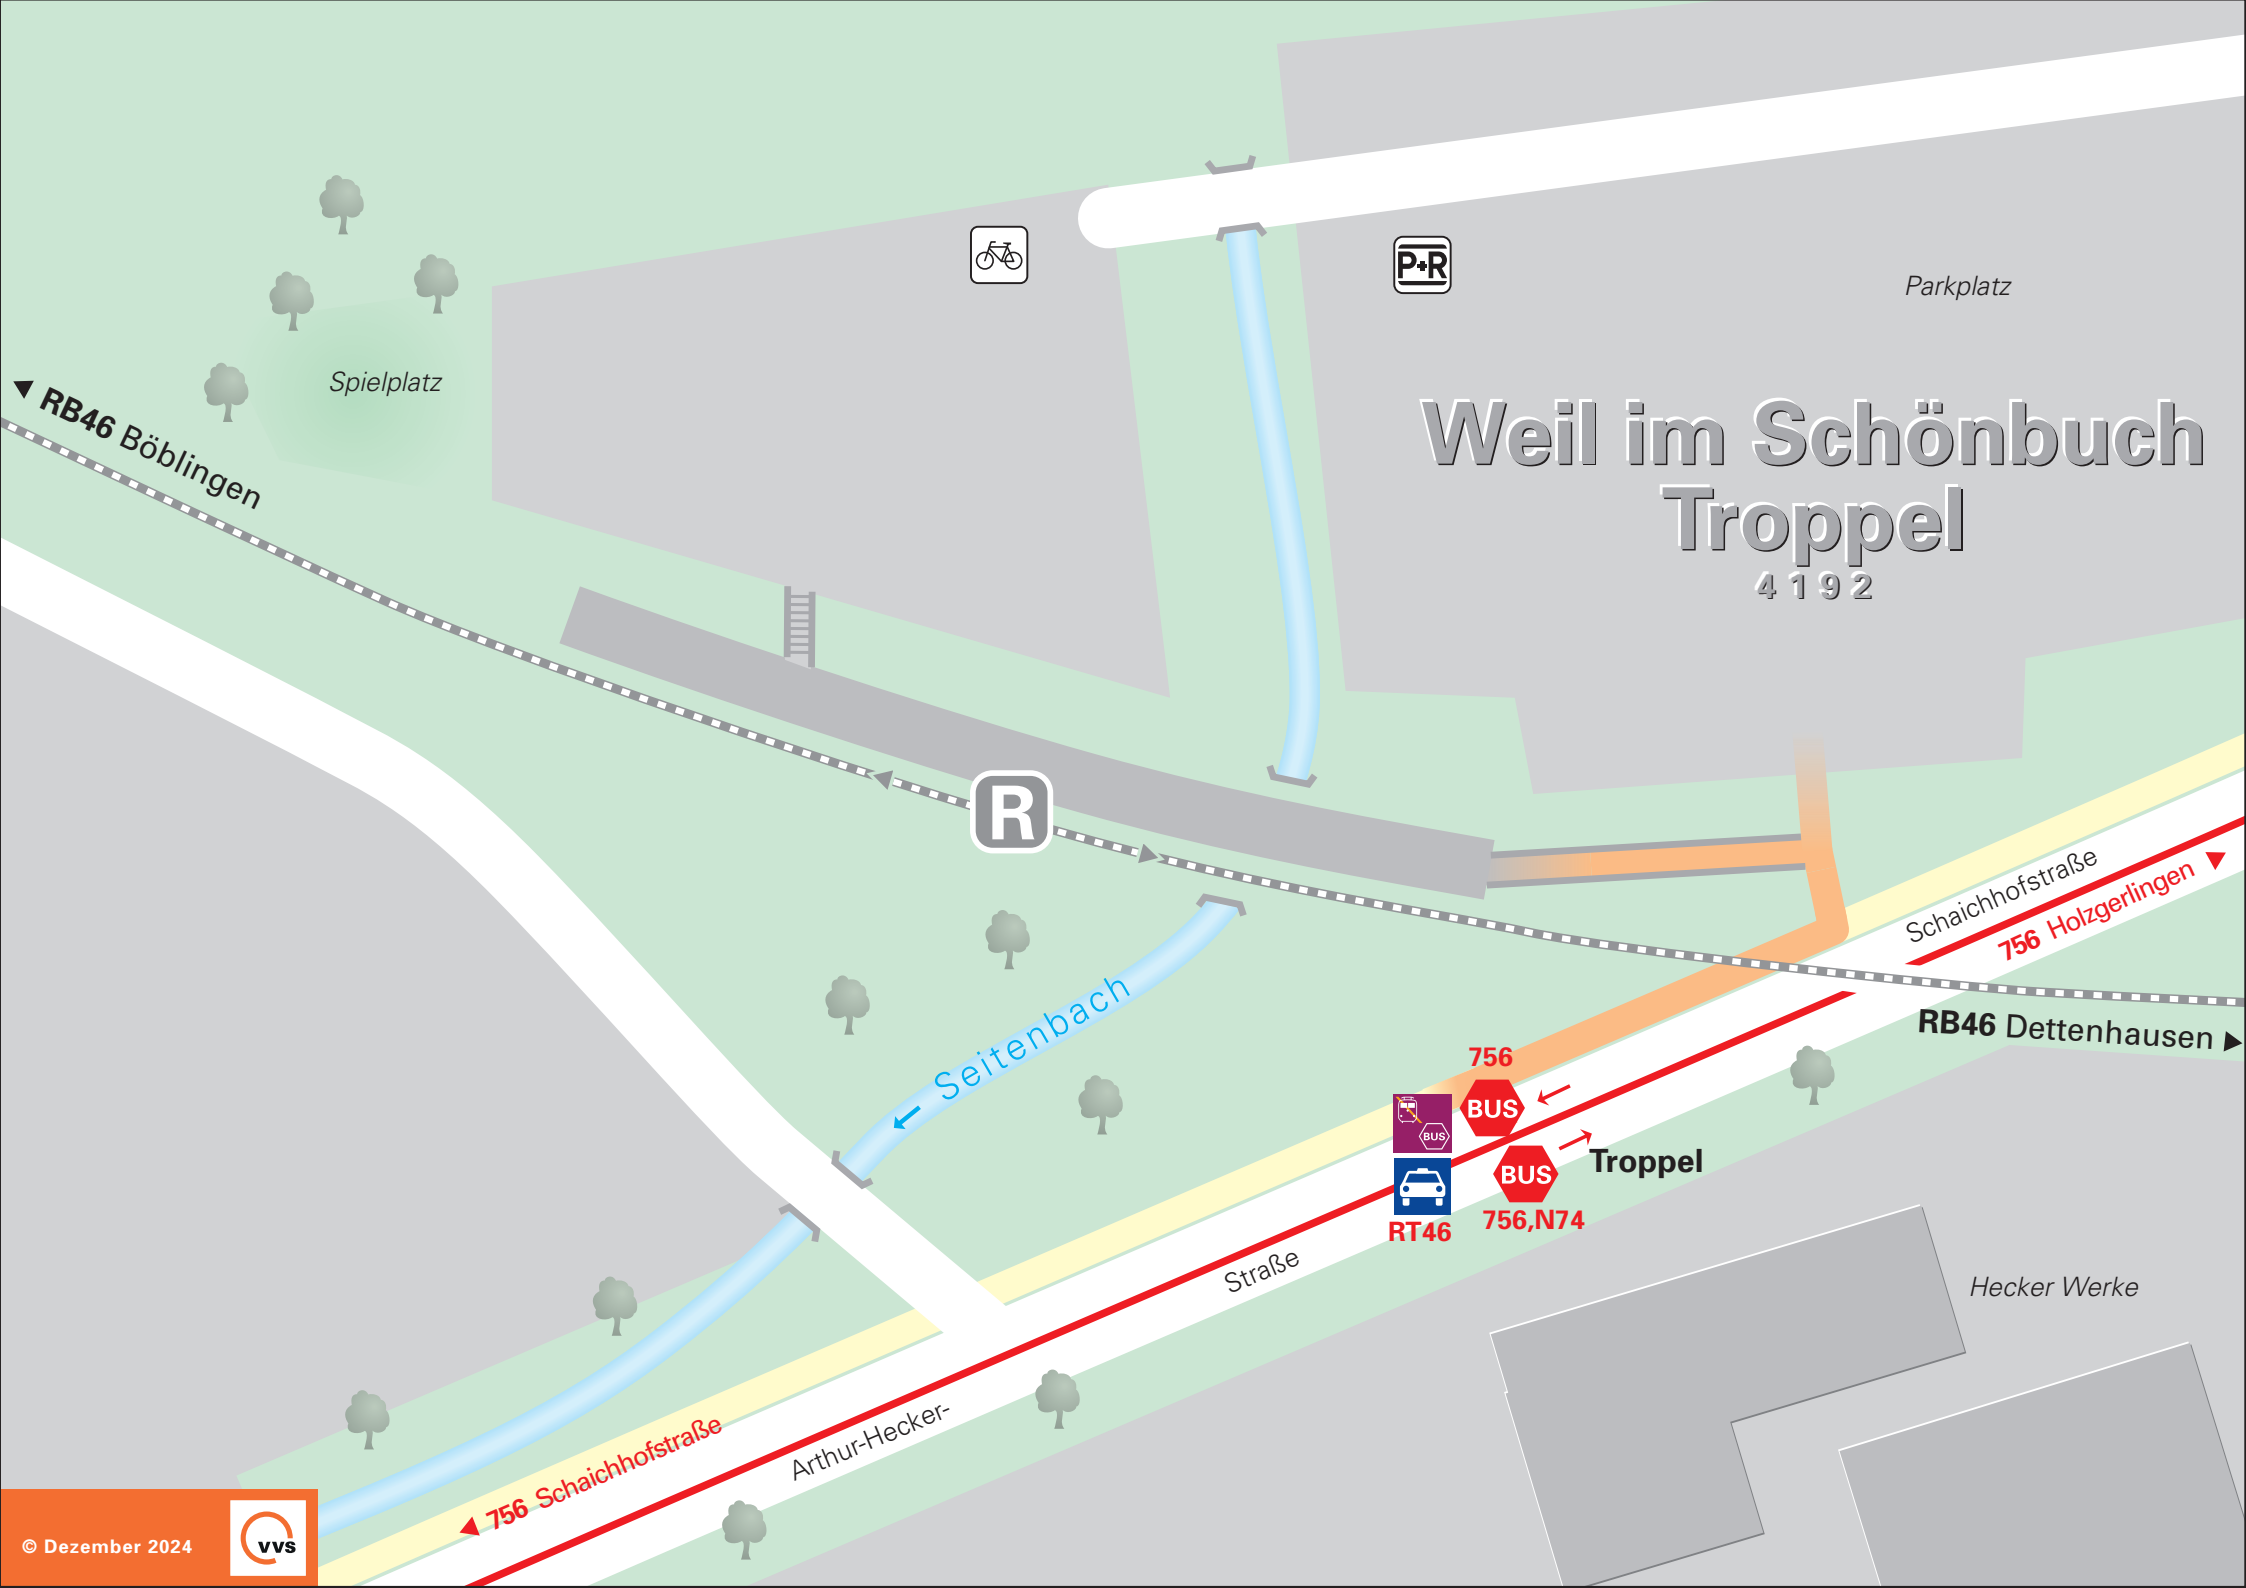 P+R
Parkplatz
Spielplatz
RB46 Böblingen
Weil im Schönbuch
Troppel
4192
R
Schaichhofstraße
756 Holzgerlingen
RB46 Dettenhausen
Seitenbach
756
BUS
BUS
Troppel
BUS
756,N74
RT46
Straße
Hecker Werke
Arthur-Hecker-
756 Schaichhofstraße
© Dezember 2024
vvs